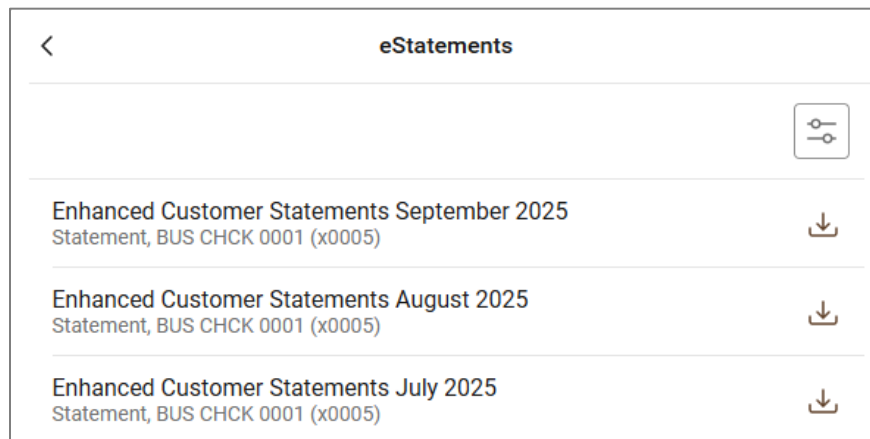 eStatements
Enhanced Customer Statements September 2025
Statement, BUS CHCK 0001 (x0005)
Enhanced Customer Statements August 2025
Statement, BUS CHCK 0001 (x0005)
Enhanced Customer Statements July 2025
Statement, BUS CHCK 0001 (x0005)